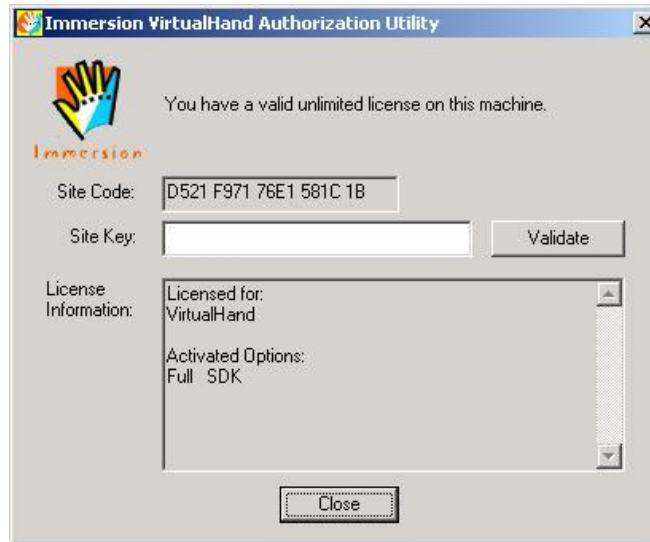 Immersion VirtualHand Authorization Utility
You have a valid unlimited license on this machine.
Immersion
Site Code: D521 F971 76E1 581C 1B
Site Key: Validate
License Information:
Licensed for:
VirtualHand
Activated Options:
Full SDK
Close